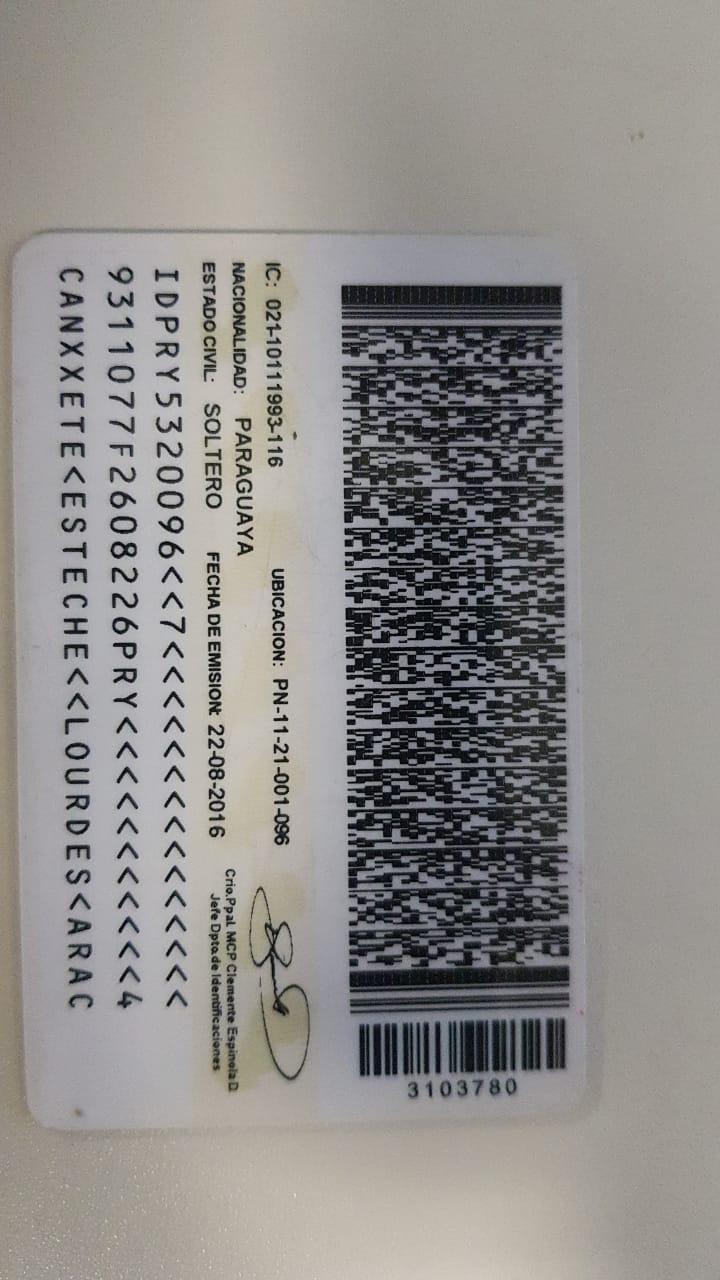 3103780
IC: 021-10111993-116 UBICACION: PN-11-21-001-096
NACIONALIDAD: PARAGUAYA
ESTADO CIVIL: SOLTERO FECHA DE EMISION: 22-08-2016
Crio.Ppal. MCP Clemente Espinola D.
Jefe Dpto.de Identificaciones
IDPRY5320096<<7<<<<<<<<<<<<<<<
9311077F2608226PRY<<<<<<<<<<<4
CANXXETE<ESTECHE<<LOURDES<ARAC